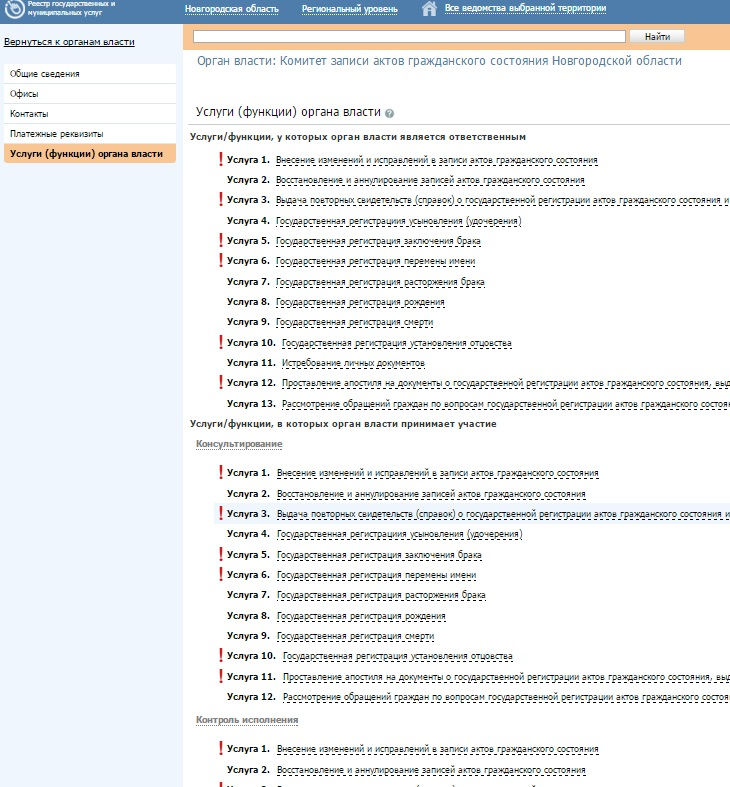 Реестр государственных и
муниципальных услуг
Новгородская область
Региональный уровень
Все ведомства выбранной территории
Вернуться к органам власти
Найти
Общие сведения
Офисы
Контакты
Платежные реквизиты
Услуги (функции) органа власти
Орган власти: Комитет записи актов гражданского состояния Новгородской области
Услуги (функции) органа власти ?
Услуги/функции, у которых орган власти является ответственным
! Услуга 1. Внесение изменений и исправлений в записи актов гражданского состояния
Услуга 2. Восстановление и аннулирование записей актов гражданского состояния
! Услуга 3. Выдача повторных свидетельств (справок) о государственной регистрации актов гражданского состояния и
Услуга 4. Государственная регистрациия усыновления (удочерения)
! Услуга 5. Государственная регистрация заключения брака
! Услуга 6. Государственная регистрация перемены имени
Услуга 7. Государственная регистрация расторжения брака
Услуга 8. Государственная регистрация рождения
Услуга 9. Государственная регистрация смерти
! Услуга 10. Государственная регистрация установления отцовства
Услуга 11. Истребование личных документов
! Услуга 12. Проставление апостиля на документы о государственной регистрации актов гражданского состояния, выд
Услуга 13. Рассмотрение обращений граждан по вопросам государственной регистрации актов гражданского состоя
Услуги/функции, в которых орган власти принимает участие
Консультирование
! Услуга 1. Внесение изменений и исправлений в записи актов гражданского состояния
Услуга 2. Восстановление и аннулирование записей актов гражданского состояния
! Услуга 3. Выдача повторных свидетельств (справок) о государственной регистрации актов гражданского состояния и
Услуга 4. Государственная регистрациия усыновления (удочерения)
! Услуга 5. Государственная регистрация заключения брака
! Услуга 6. Государственная регистрация перемены имени
Услуга 7. Государственная регистрация расторжения брака
Услуга 8. Государственная регистрация рождения
Услуга 9. Государственная регистрация смерти
! Услуга 10. Государственная регистрация установления отцовства
! Услуга 11. Проставление апостиля на документы о государственной регистрации актов гражданского состояния, выд
Услуга 12. Рассмотрение обращений граждан по вопросам государственной регистрации актов гражданского состоя
Контроль исполнения
! Услуга 1. Внесение изменений и исправлений в записи актов гражданского состояния
Услуга 2. Восстановление и аннулирование записей актов гражданского состояния